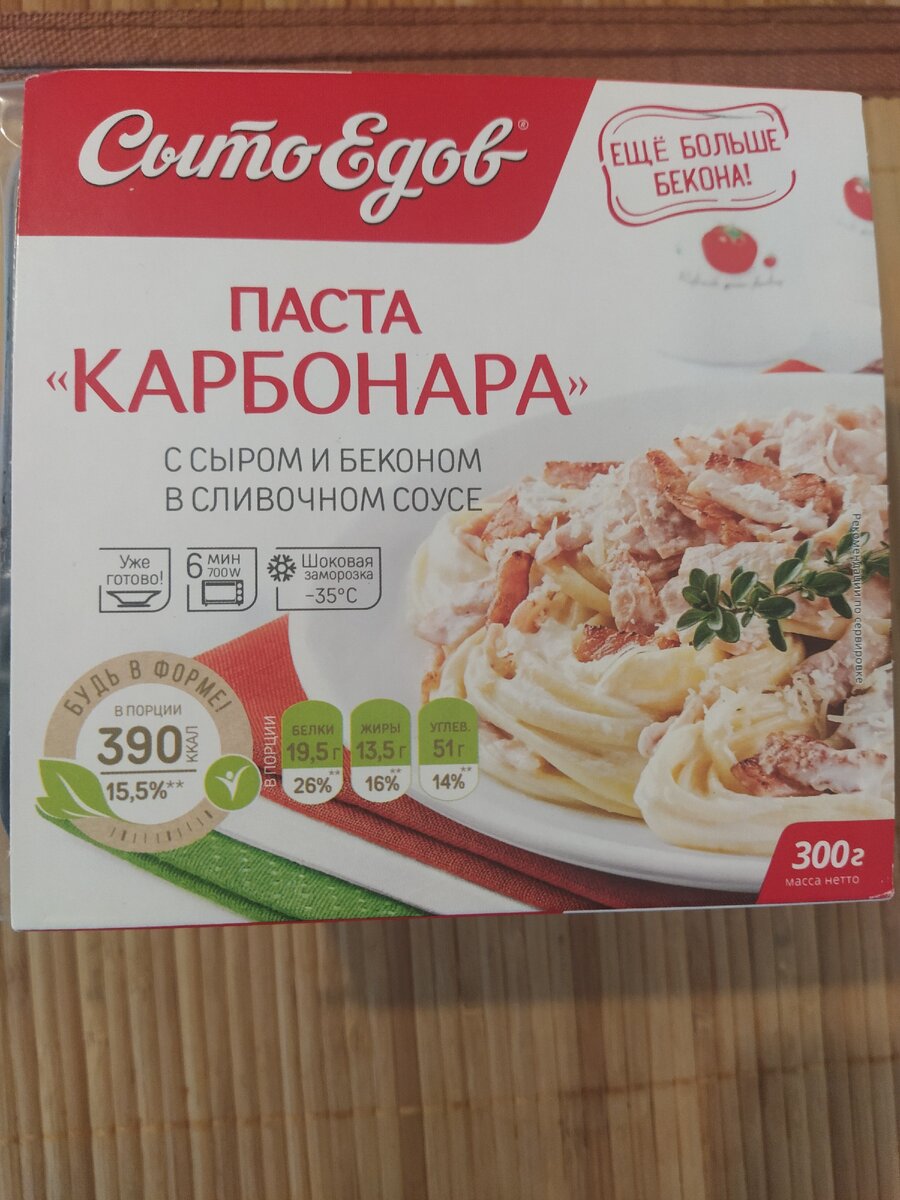 СытоЕдов®
ЕЩЁ БОЛЬШЕ
БЕКОНА!
ПАСТА
«КАРБОНАРА»
С СЫРОМ И БЕКОНОМ
В СЛИВОЧНОМ СОУСЕ
Уже
готово!
6 МИН
700W
Шоковая
заморозка
-35°C
БУДЬ В ФОРМЕ!
В ПОРЦИИ
390 ККАЛ
15,5%**
В ПОРЦИИ
БЕЛКИ
19,5 г
26%**
ЖИРЫ
13,5 г
16%**
УГЛЕВ.
51 г
14%**
Рекомендации по сервировке
300г
масса нетто